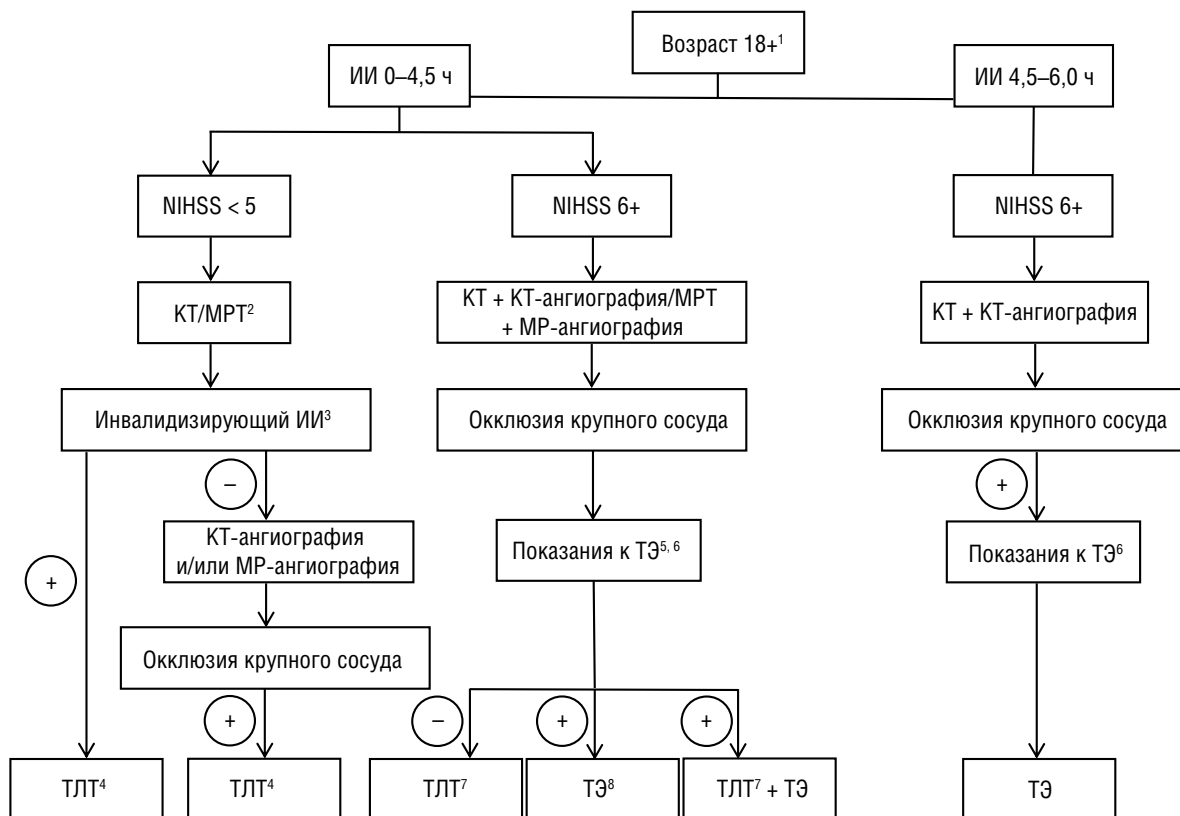 Возраст 18+¹
ИИ 0–4,5 ч
ИИ 4,5–6,0 ч
NIHSS < 5
NIHSS 6+
NIHSS 6+
КТ/МРТ²
КТ + КТ-ангиография/МРТ
+ МР-ангиография
КТ + КТ-ангиография
Инвалидизирующий ИИ³
Окклюзия крупного сосуда
Окклюзия крупного сосуда
–
+
КТ-ангиография
и/или МР-ангиография
Показания к ТЭ⁵, ⁶
Показания к ТЭ⁶
+
Окклюзия крупного сосуда
+
–
+
+
ТЛТ⁴
ТЛТ⁴
ТЛТ⁷
ТЭ⁸
ТЛТ⁷ + ТЭ
ТЭ